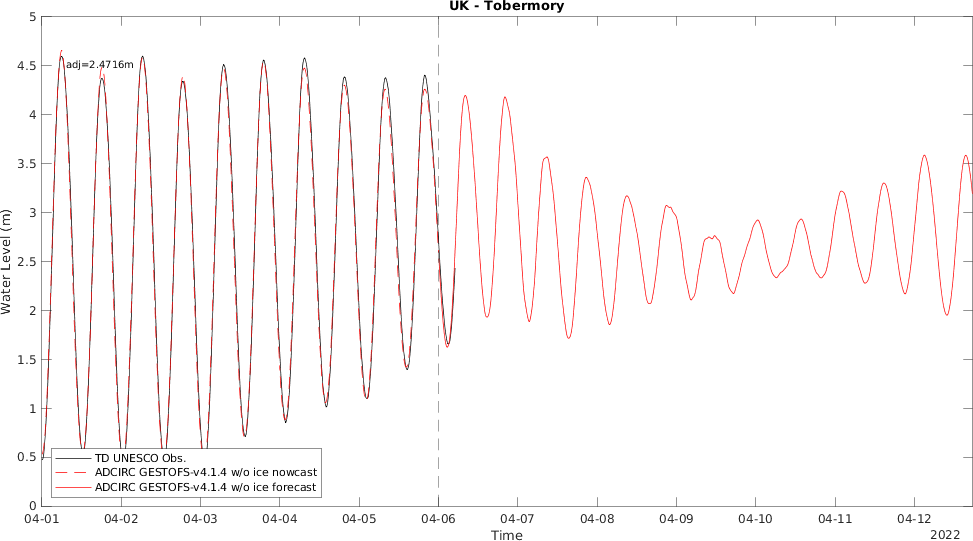 UK - Tobermory
5
4.5
4
3.5
3
2.5
2
1.5
1
0.5
0
Water Level (m)
adj=2.4716m
TD UNESCO Obs.
ADCIRC GESTOFS-v4.1.4 w/o ice nowcast
ADCIRC GESTOFS-v4.1.4 w/o ice forecast
04-01 04-02 04-03 04-04 04-05 04-06 04-07 04-08 04-09 04-10 04-11 04-12
Time
2022